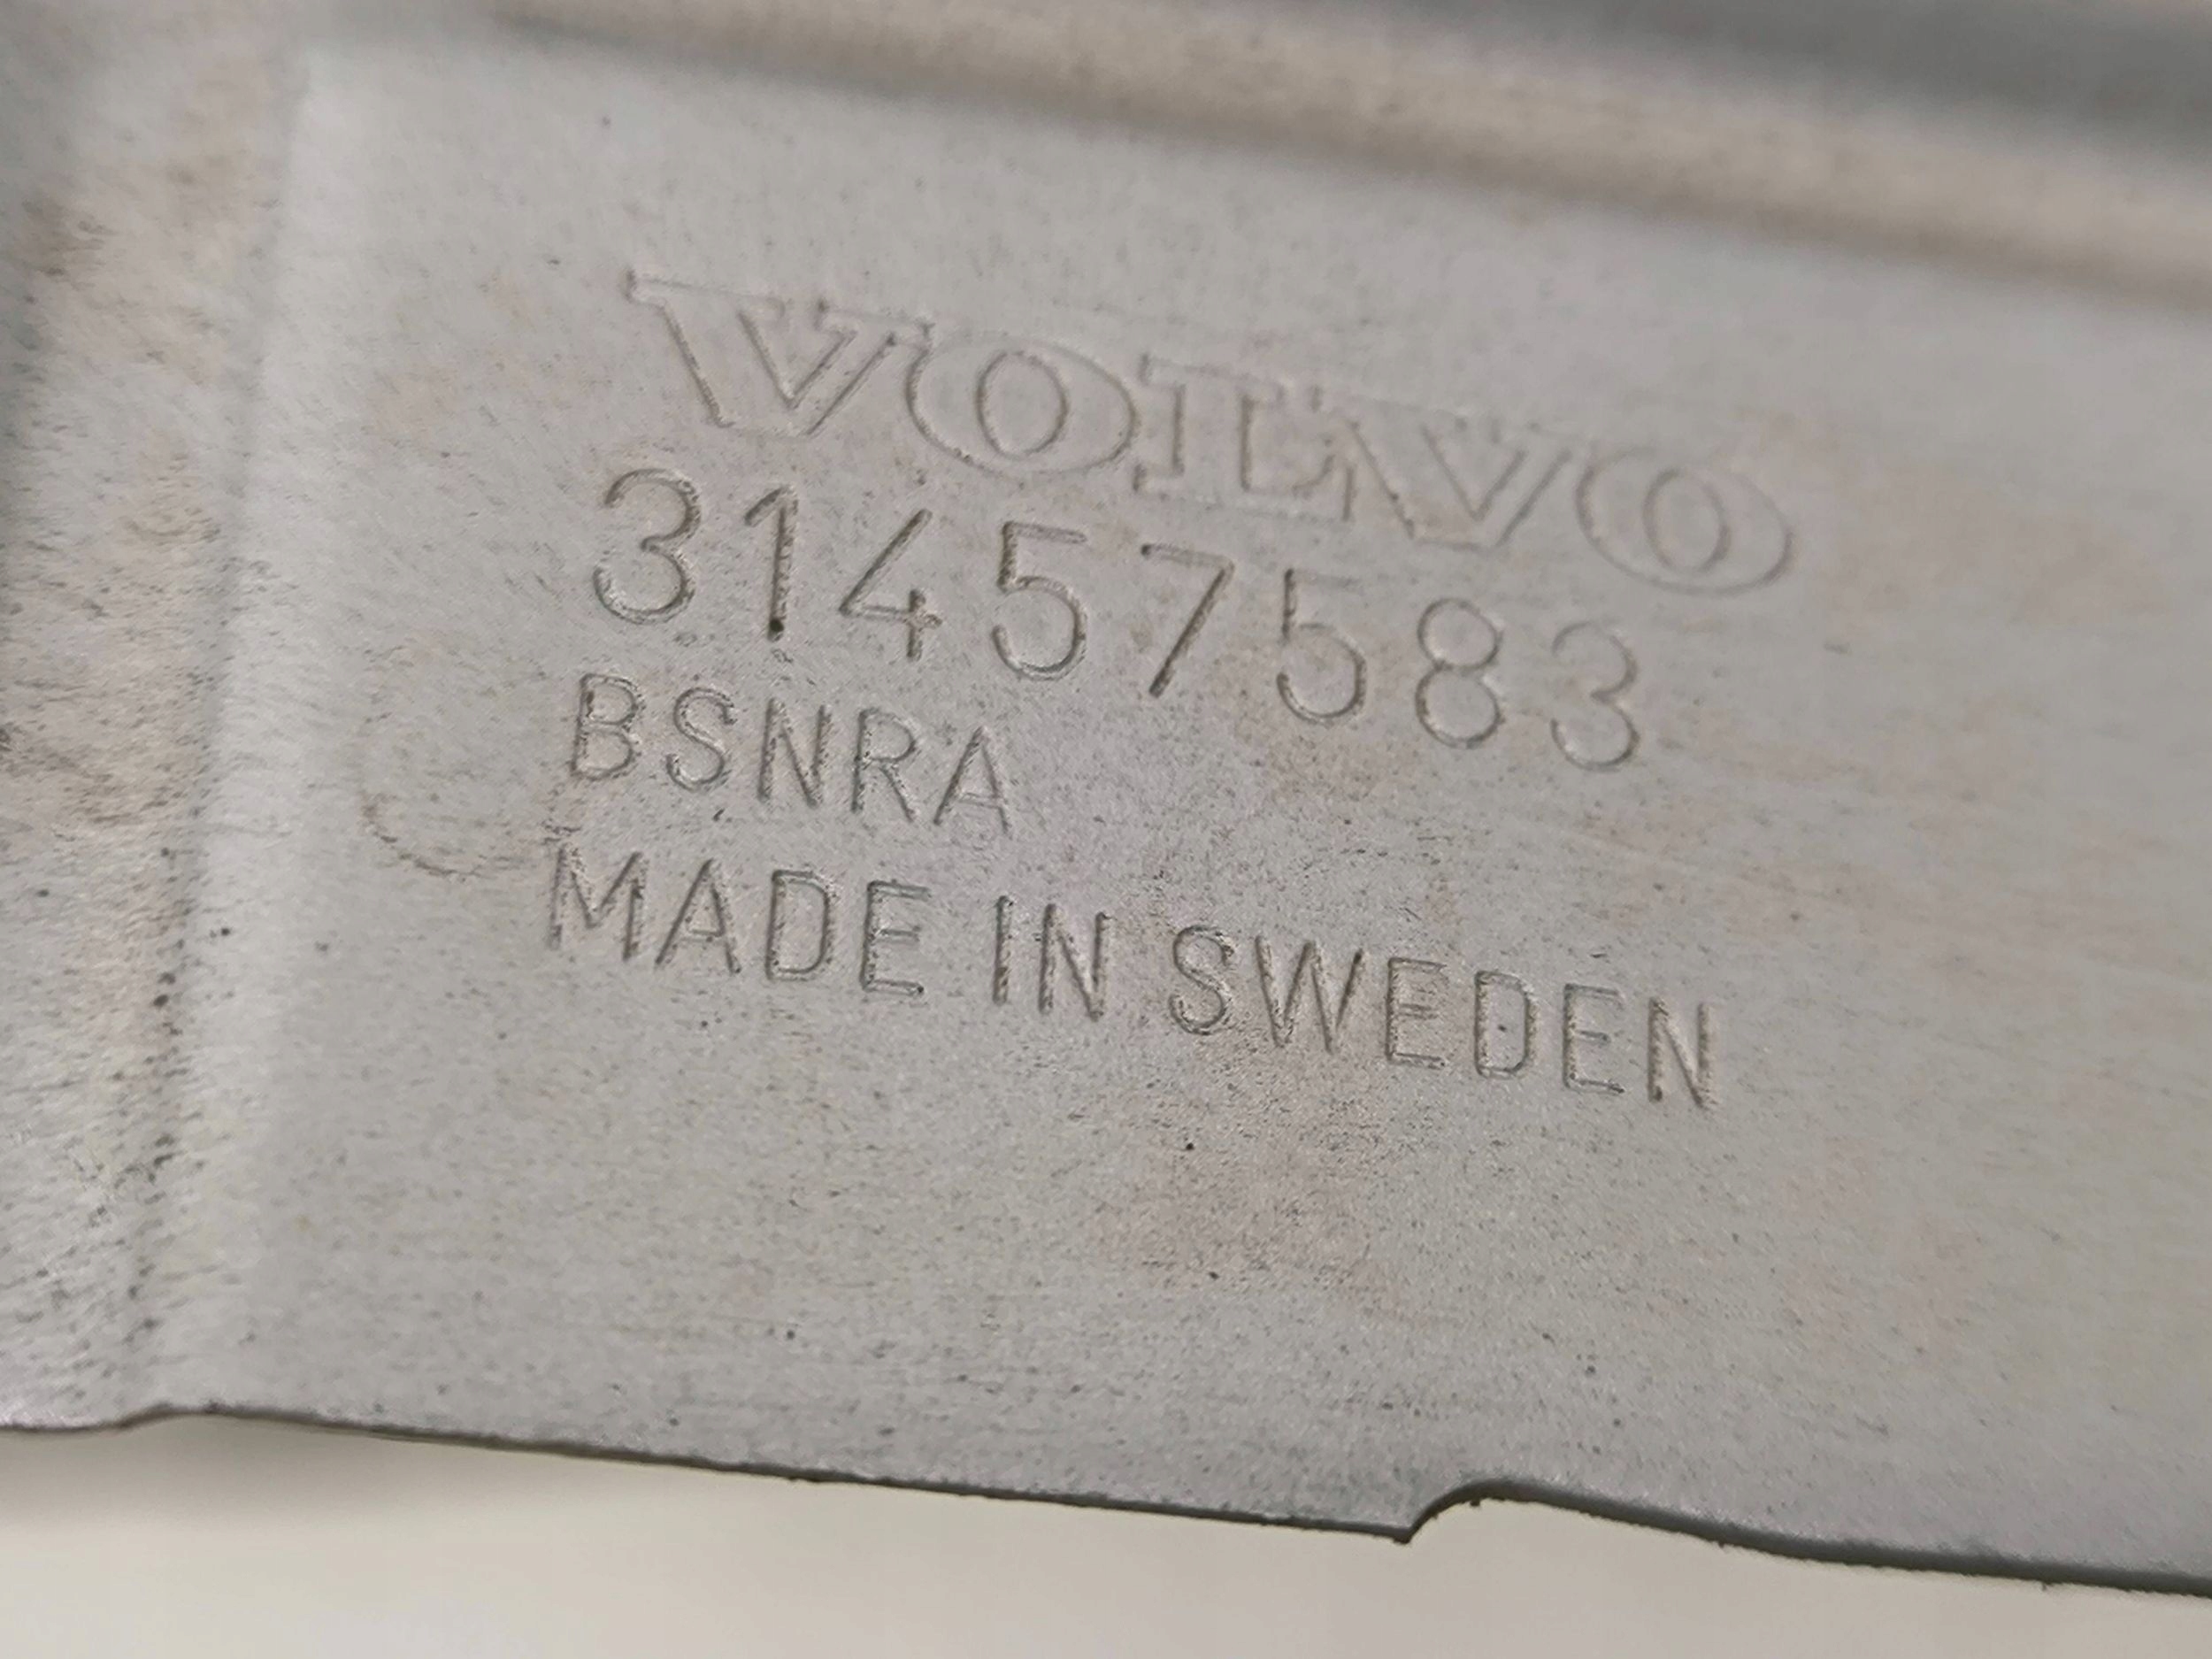 VOLVO
31457583
BSNRA
MADE IN SWEDEN